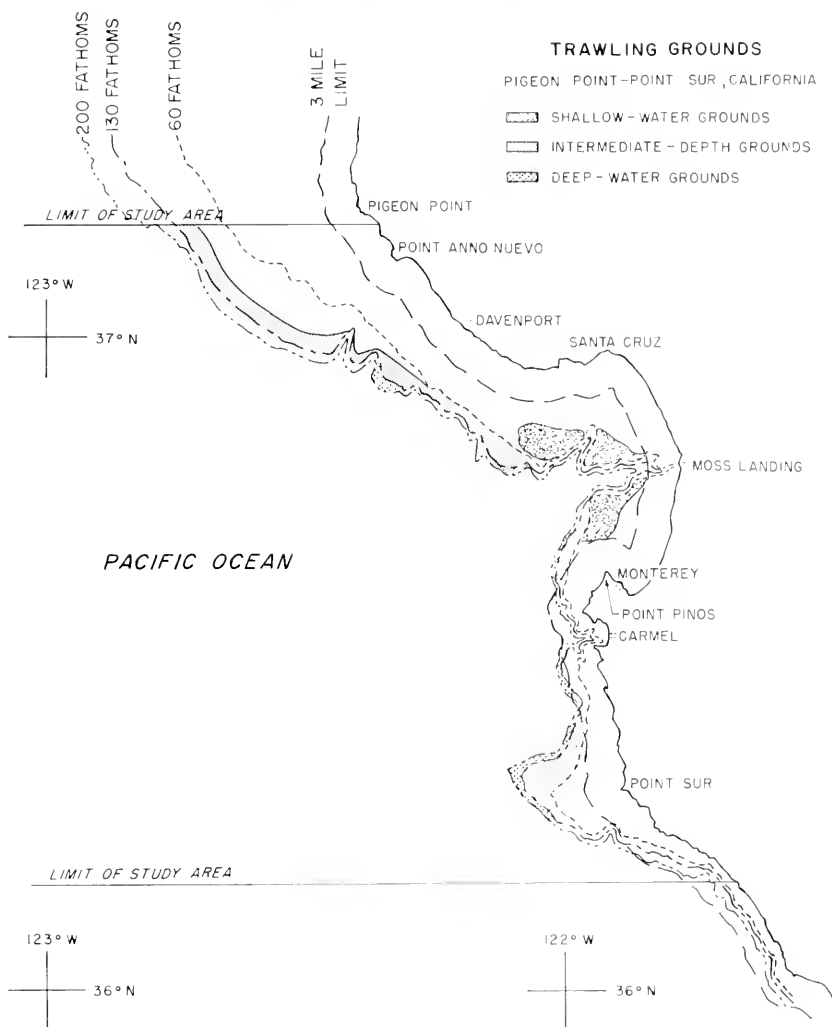 200 FATHOMS
130 FATHOMS
60 FATHOMS
3 MILE
LIMIT
TRAWLING GROUNDS
PIGEON POINT-POINT SUR, CALIFORNIA
SHALLOW-WATER GROUNDS
INTERMEDIATE-DEPTH GROUNDS
DEEP-WATER GROUNDS
PIGEON POINT
LIMIT OF STUDY AREA
POINT ANNO NUEVO
123° W
37° N
DAVENPORT
SANTA CRUZ
MOSS LANDING
PACIFIC OCEAN
MONTEREY
POINT PINOS
CARMEL
POINT SUR
LIMIT OF STUDY AREA
123° W
122° W
36° N
36° N